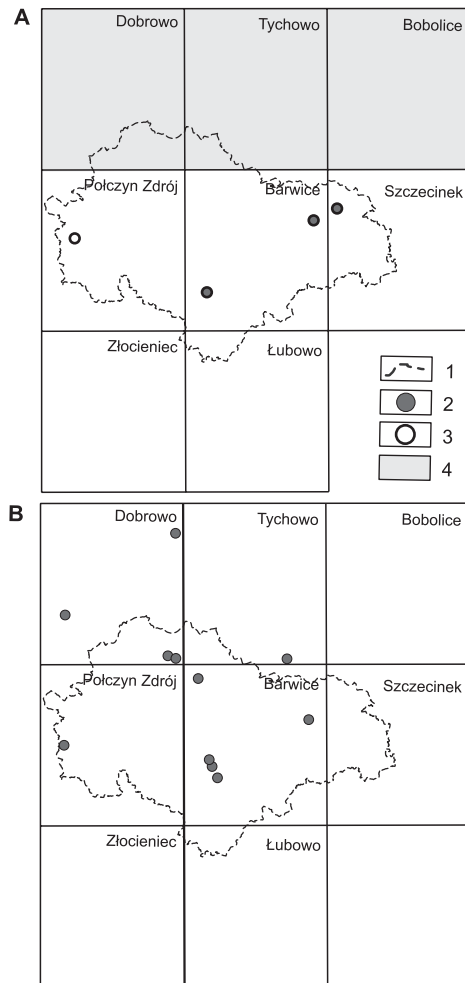 A
Dobrowo Tychowo Bobolice
Połczyn Zdrój Barwice Szczecinek
Złocieniec Łubowo
1
2
3
4
B
Dobrowo Tychowo Bobolice
Połczyn Zdrój Barwice Szczecinek
Złocieniec Łubowo